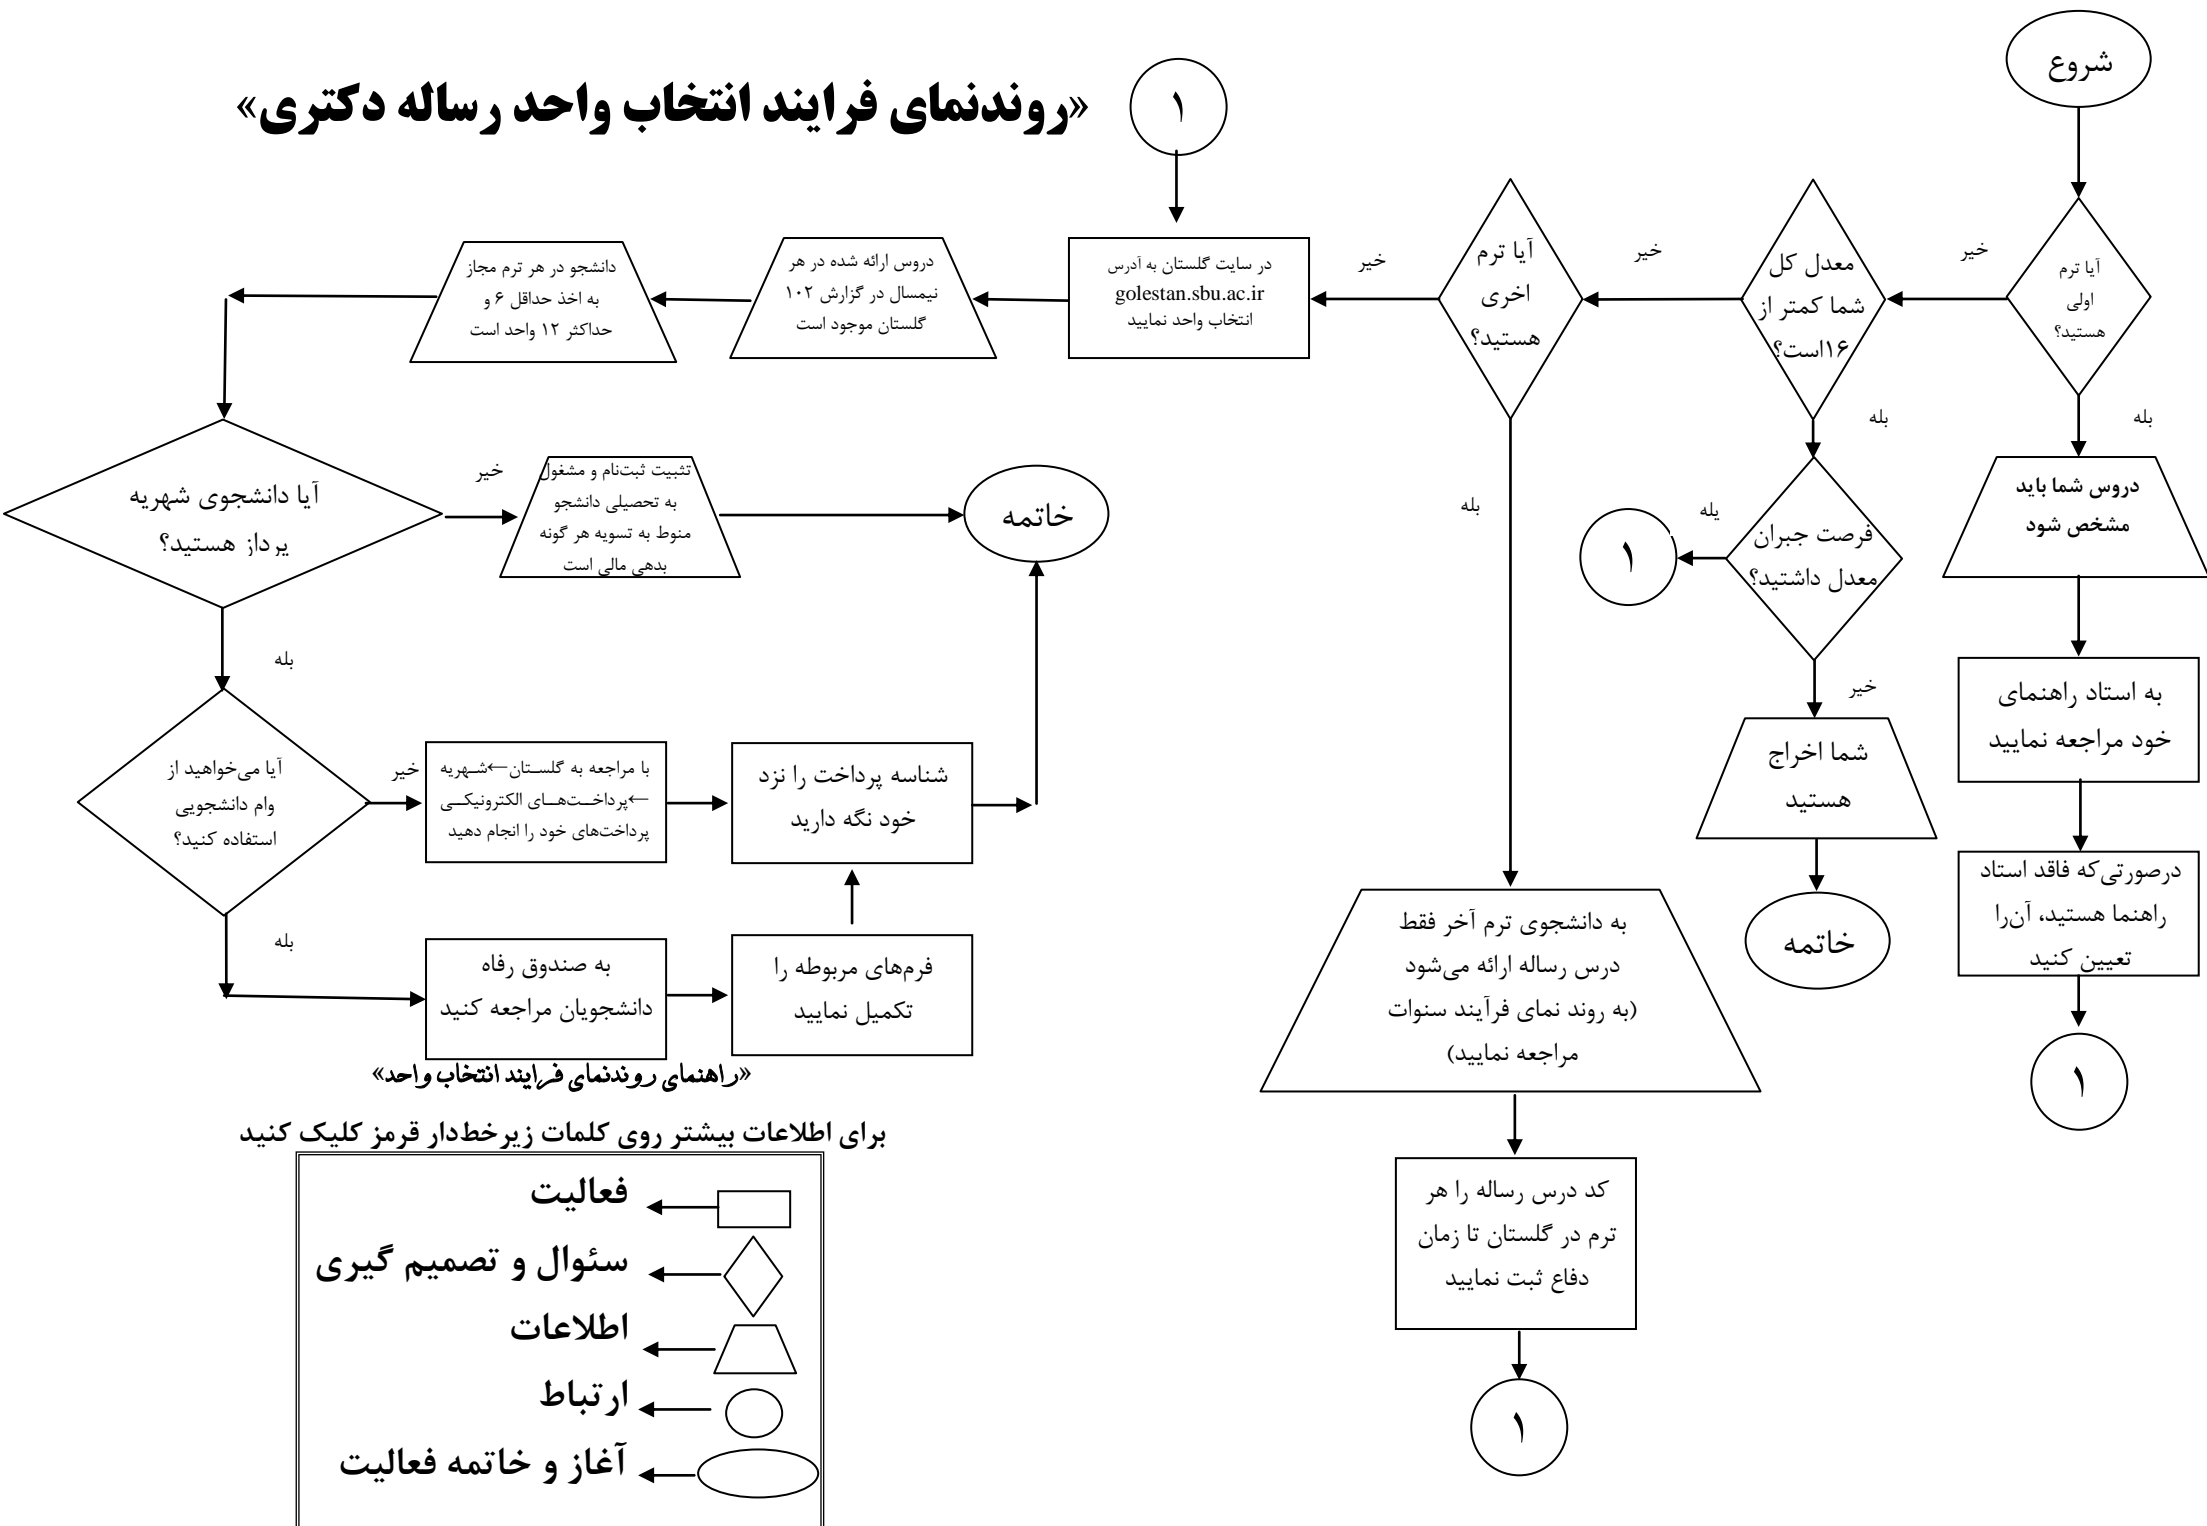 «روندنمای فرایند انتخاب واحد رساله دکتری»
شروع
آیا ترم
اولی
هستید؟
خیر
بله
دروس شما باید
مشخص شود
به استاد راهنمای
خود مراجعه نمایید
درصورتی‌که فاقد استاد
راهنما هستید، آن‌را
تعیین کنید
۱
معدل کل
شما کمتر از
۱۶است؟
خیر
بله
فرصت جبران
معدل داشتید؟
یله
۱
خیر
شما اخراج
هستید
خاتمه
آیا ترم
اخری
هستید؟
خیر
بله
به دانشجوی ترم آخر فقط
درس رساله ارائه می‌شود
(به روند نمای فرآیند سنوات
مراجعه نمایید)
کد درس رساله را هر
ترم در گلستان تا زمان
دفاع ثبت نمایید
۱
۱
در سایت گلستان به آدرس
golestan.sbu.ac.ir
انتخاب واحد نمایید
دروس ارائه شده در هر
نیمسال در گزارش ۱۰۲
گلستان موجود است
دانشجو در هر ترم مجاز
به اخذ حداقل ۶ و
حداکثر ۱۲ واحد است
آیا دانشجوی شهریه
پرداز هستید؟
خیر
تثبیت ثبت‌نام و مشغول
به تحصیلی دانشجو
منوط به تسویه هر گونه
بدهی مالی است
خاتمه
بله
آیا می‌خواهید از
وام دانشجویی
استفاده کنید؟
خیر
با مراجعه به گلستان←شهریه
←پرداخت‌های الکترونیکی
پرداخت‌های خود را انجام دهید
شناسه پرداخت را نزد
خود نگه دارید
بله
به صندوق رفاه
دانشجویان مراجعه کنید
فرم‌های مربوطه را
تکمیل نمایید
«راهنمای روندنمای فرایند انتخاب واحد»
برای اطلاعات بیشتر روی کلمات زیرخط‌دار قرمز کلیک کنید
فعالیت
سئوال و تصمیم گیری
اطلاعات
ارتباط
آغاز و خاتمه فعالیت